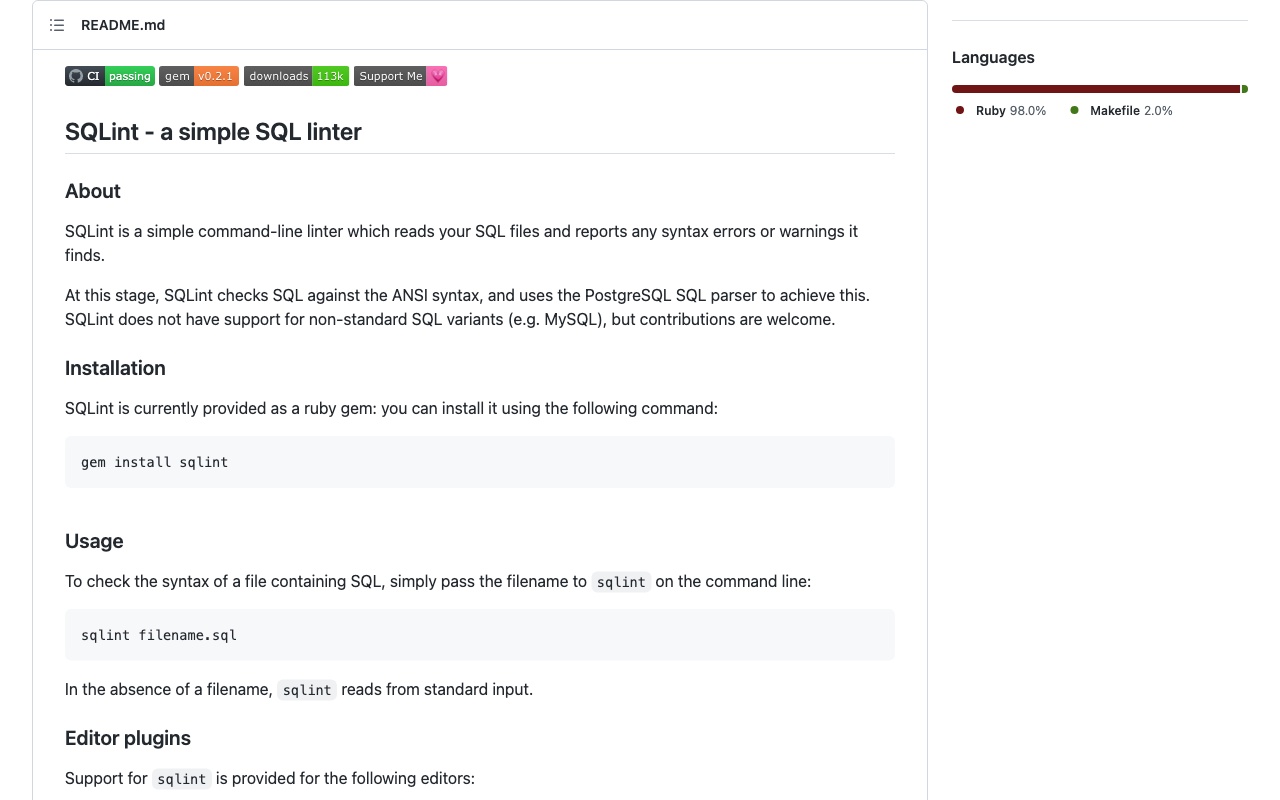 README.md
CI passing gem v0.2.1 downloads 113k Support Me
SQLint - a simple SQL linter
About
SQLint is a simple command-line linter which reads your SQL files and reports any syntax errors or warnings it
finds.
At this stage, SQLint checks SQL against the ANSI syntax, and uses the PostgreSQL SQL parser to achieve this.
SQLint does not have support for non-standard SQL variants (e.g. MySQL), but contributions are welcome.
Installation
SQLint is currently provided as a ruby gem: you can install it using the following command:
gem install sqlint
Usage
To check the syntax of a file containing SQL, simply pass the filename to sqlint on the command line:
sqlint filename.sql
In the absence of a filename, sqlint reads from standard input.
Editor plugins
Support for sqlint is provided for the following editors:
Languages
Ruby 98.0% Makefile 2.0%